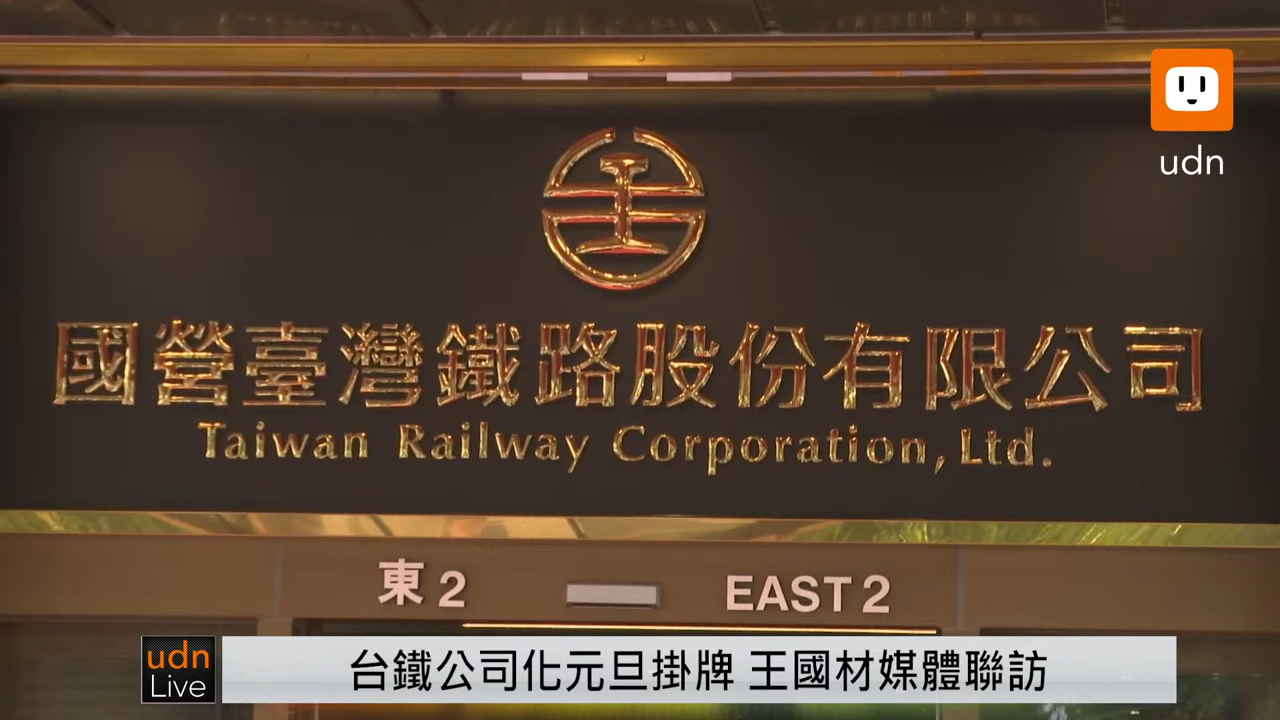 udn
國營臺灣鐵路股份有限公司
Taiwan Railway Corporation, Ltd.
東 2
EAST 2
udn Live
台鐵公司化元旦掛牌 王國材媒體聯訪